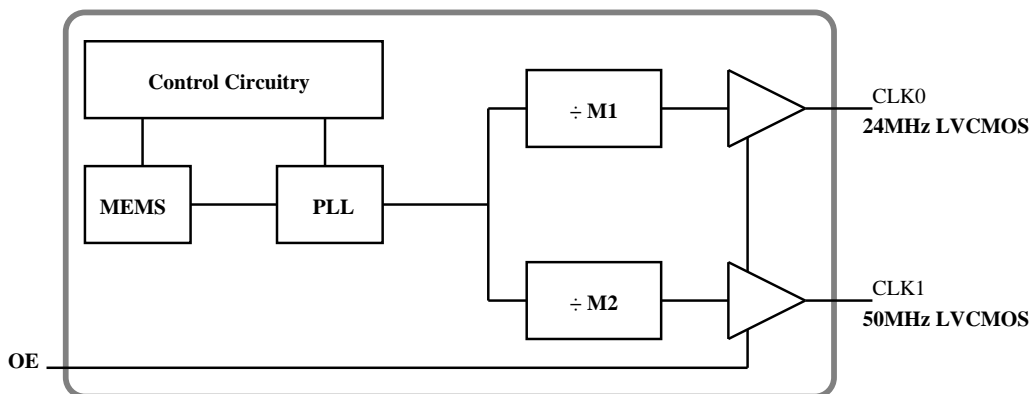 Control Circuitry
MEMS
PLL
÷ M1
÷ M2
CLK0
24MHz LVCMOS
CLK1
50MHz LVCMOS
OE